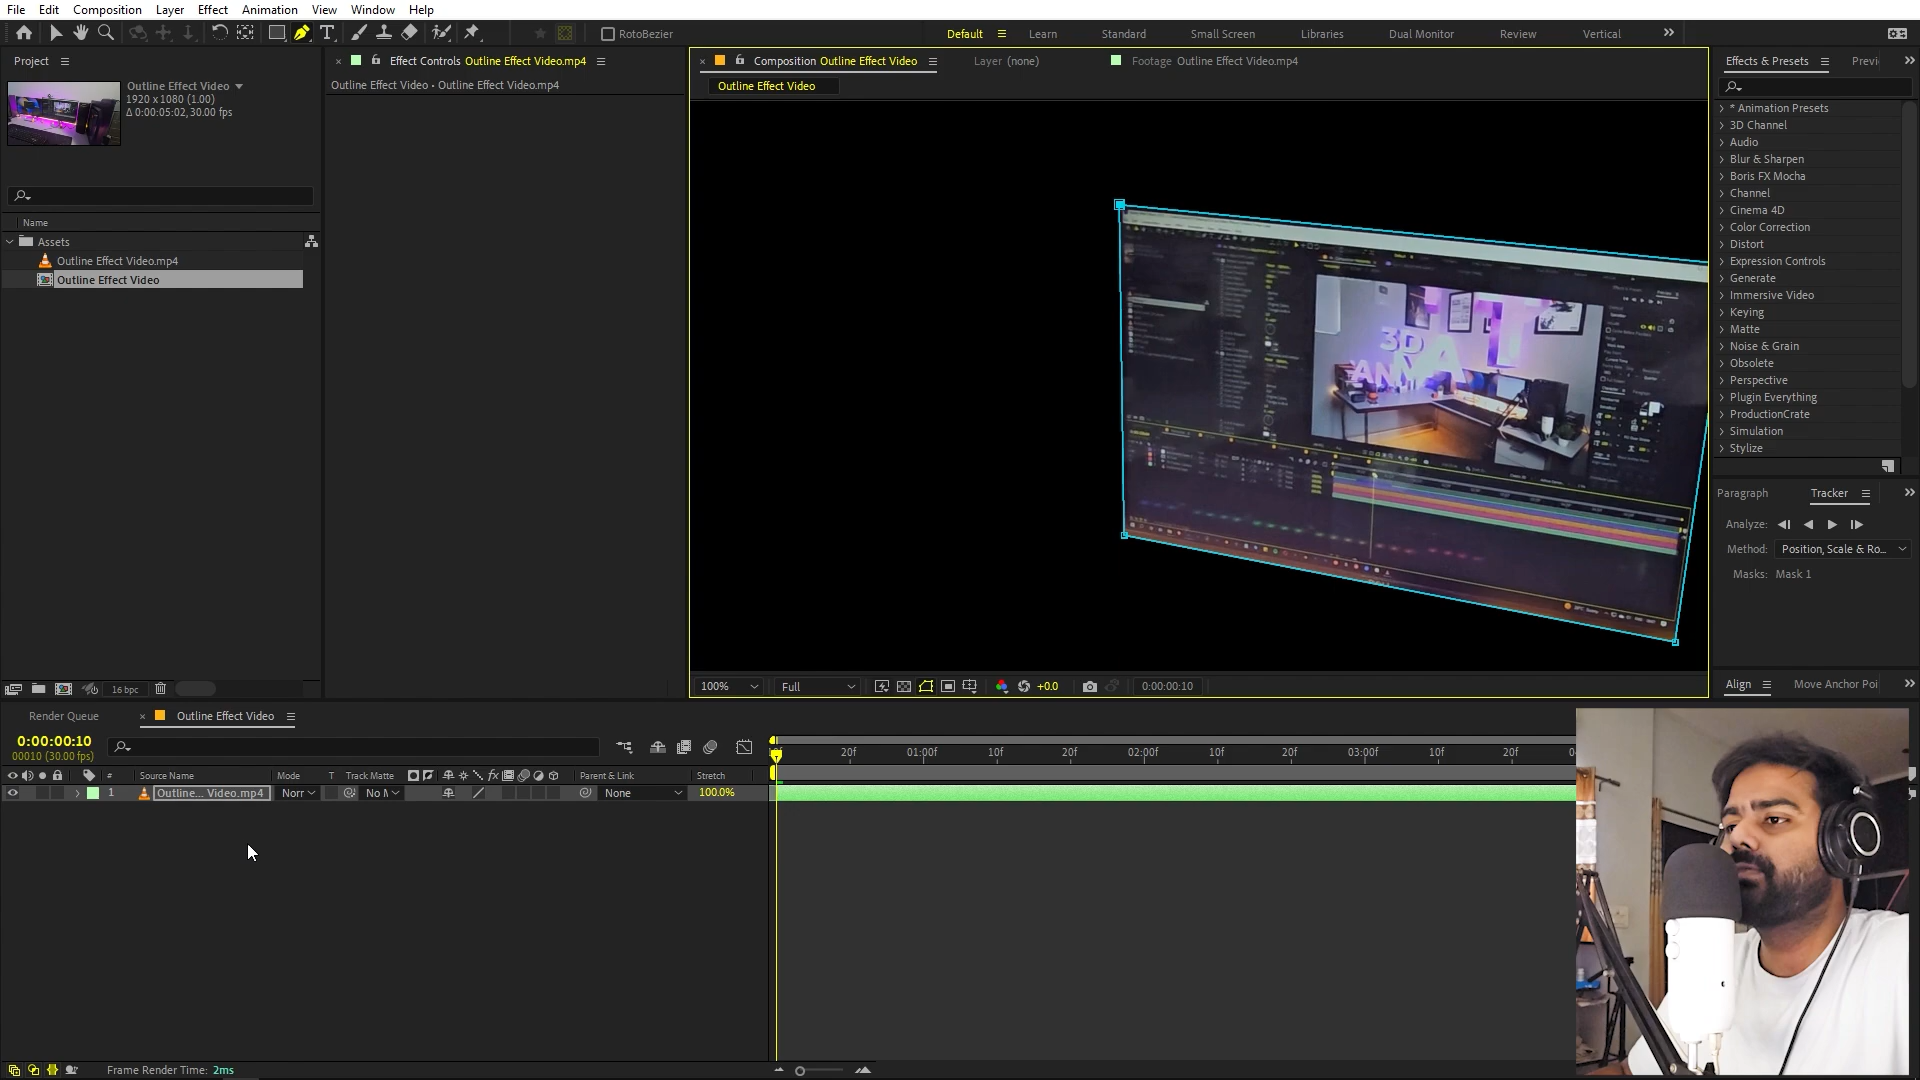 File Edit Composition Layer Effect Animation View Window Help
RotoBezier
Default Learn Standard Small Screen Libraries Dual Monitor Review Vertical
Project
Outline Effect Video
1920 x 1080 (1.00)
Δ 0:00:05:02, 30.00 fps
Name
Assets
Outline Effect Video.mp4
Outline Effect Video
16 bpc
Effect Controls Outline Effect Video.mp4
Outline Effect Video • Outline Effect Video.mp4
Composition Outline Effect Video
Layer (none)
Footage Outline Effect Video.mp4
Outline Effect Video
3D
100%
Full
+0.0
0:00:00:10
Effects & Presets
Previ
* Animation Presets
3D Channel
Audio
Blur & Sharpen
Boris FX Mocha
Channel
Cinema 4D
Color Correction
Distort
Expression Controls
Generate
Immersive Video
Keying
Matte
Noise & Grain
Obsolete
Perspective
Plugin Everything
ProductionCrate
Simulation
Stylize
Paragraph Tracker
Analyze:
Method: Position, Scale & Ro...
Masks: Mask 1
Align Move Anchor Poi
Render Queue
Outline Effect Video
0:00:00:10
00010 (30.00 fps)
# Source Name Mode T Track Matte Parent & Link Stretch
1 Outline... Video.mp4 Norr No M None 100.0%
20f 01:00f 10f 20f 02:00f 10f 20f 03:00f 10f 20f
Frame Render Time: 2ms